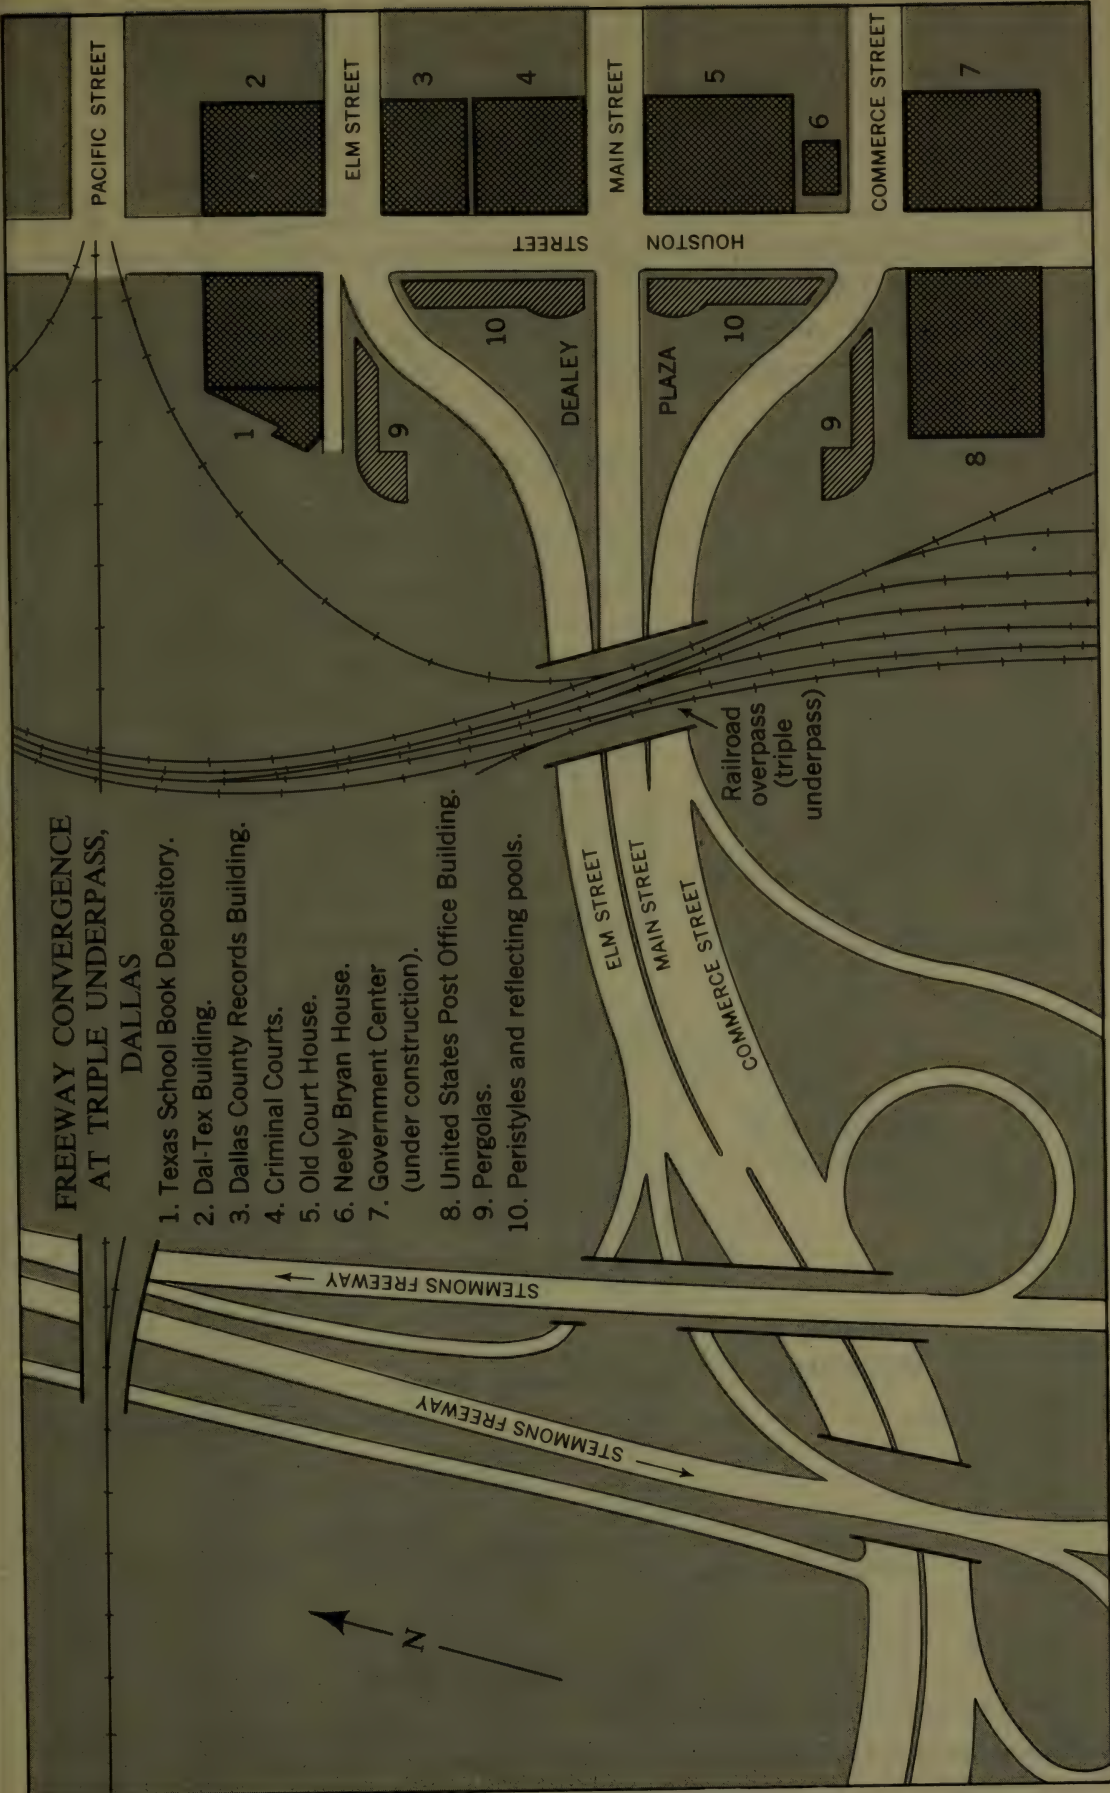 FREEWAY CONVERGENCE
AT TRIPLE UNDERPASS,
DALLAS
1. Texas School Book Depository.
2. Dal-Tex Building.
3. Dallas County Records Building.
4. Criminal Courts.
5. Old Court House.
6. Neely Bryan House.
7. Government Center
(under construction).
8. United States Post Office Building.
9. Pergolas.
10. Peristyles and reflecting pools.
PACIFIC STREET
2
ELM STREET
3
4
MAIN STREET
5
6
COMMERCE STREET
7
HOUSTON
STREET
1
9
10
DEALEY
PLAZA
10
9
8
Railroad
overpass
(triple
underpass)
ELM STREET
MAIN STREET
COMMERCE STREET
STEMMONS FREEWAY
STEMMONS FREEWAY
N